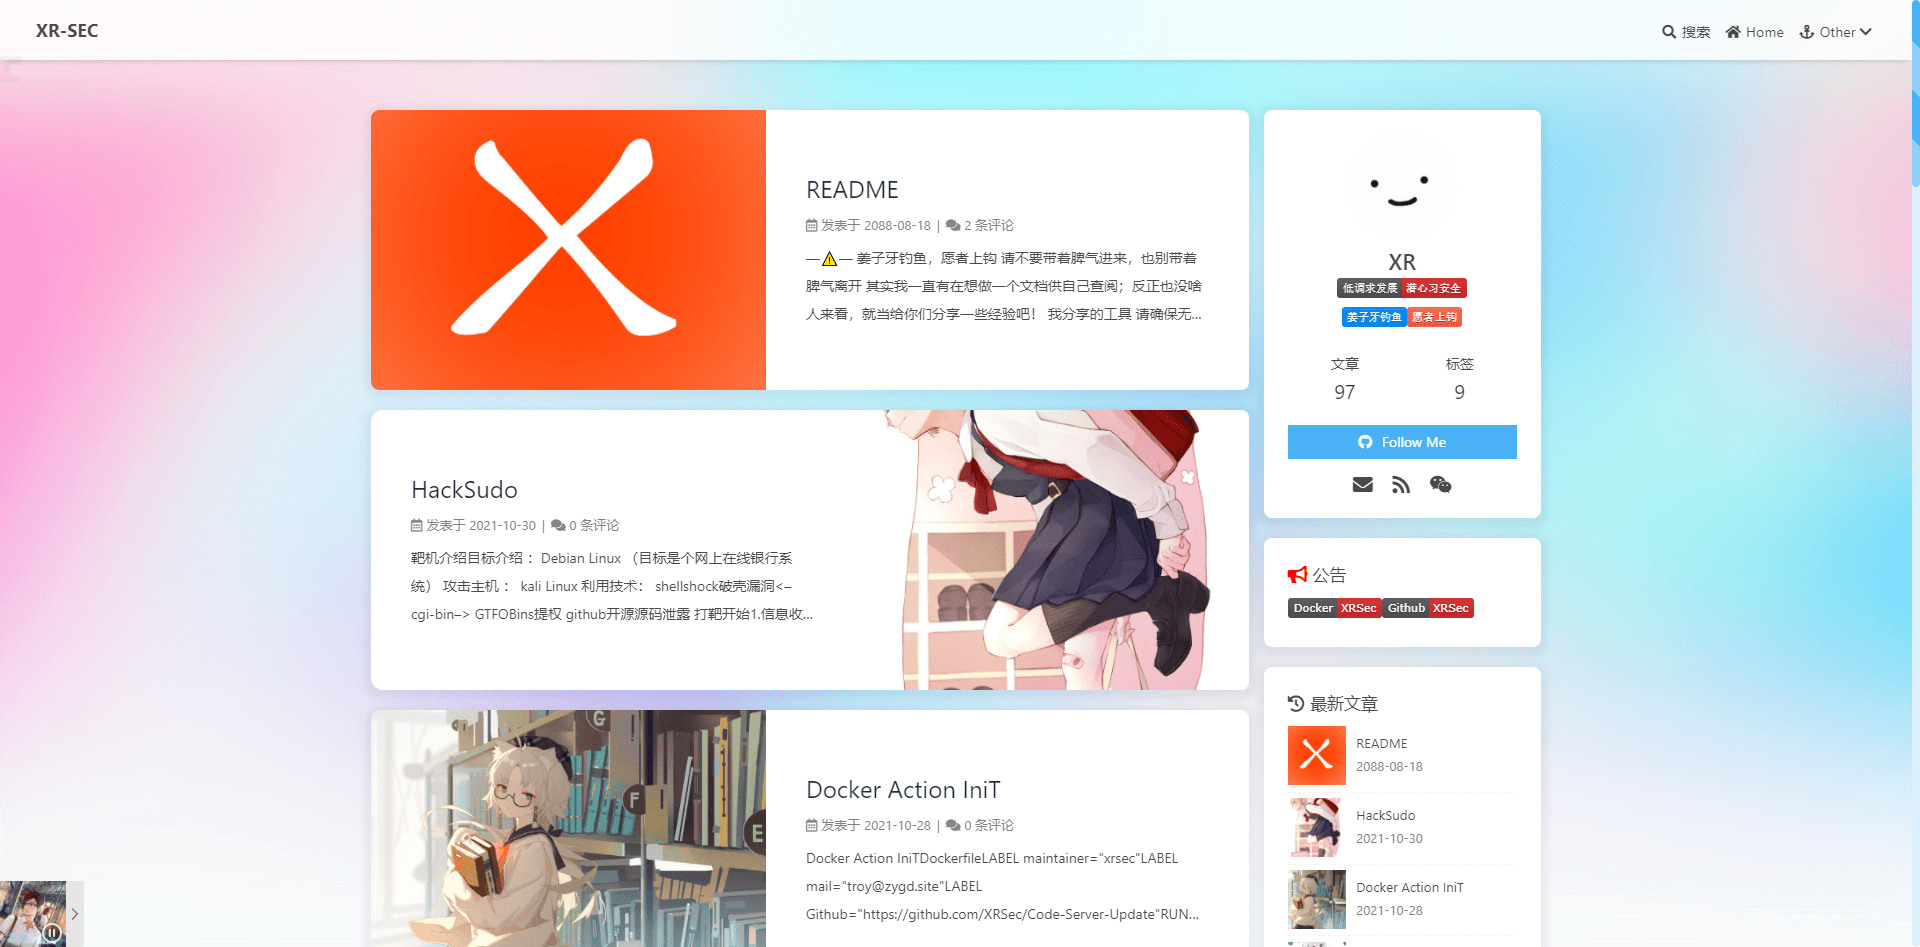 XR-SEC
搜索 Home Other
README
发表于 2088-08-18 | 2 条评论
—⚠️— 姜子牙钓鱼，愿者上钩 请不要带着脾气进来，也别带着
脾气离开 其实我一直有在想做一个文档供自己查阅；反正也没啥
人来看，就当给你们分享一些经验吧！ 我分享的工具 请确保无...
HackSudo
发表于 2021-10-30 | 0 条评论
靶机介绍目标介绍 ：Debian Linux （目标是个网上在线银行系
统） 攻击主机 ： kali Linux 利用技术： shellshock破壳漏洞<–
cgi-bin–> GTFOBins提权 github开源源码泄露 打靶开始1.信息收...
G
F
E
Docker Action IniT
发表于 2021-10-28 | 0 条评论
Docker Action IniTDockerfileLABEL maintainer="xrsec"LABEL
mail="troy@zygd.site"LABEL
Github="https://github.com/XRSec/Code-Server-Update"RUN...
XR
低调求发展 潜心习安全
姜子牙钓鱼 愿者上钩
文章 标签
97 9
Follow Me
公告
Docker XRSec Github XRSec
最新文章
README
2088-08-18
HackSudo
2021-10-30
Docker Action IniT
2021-10-28